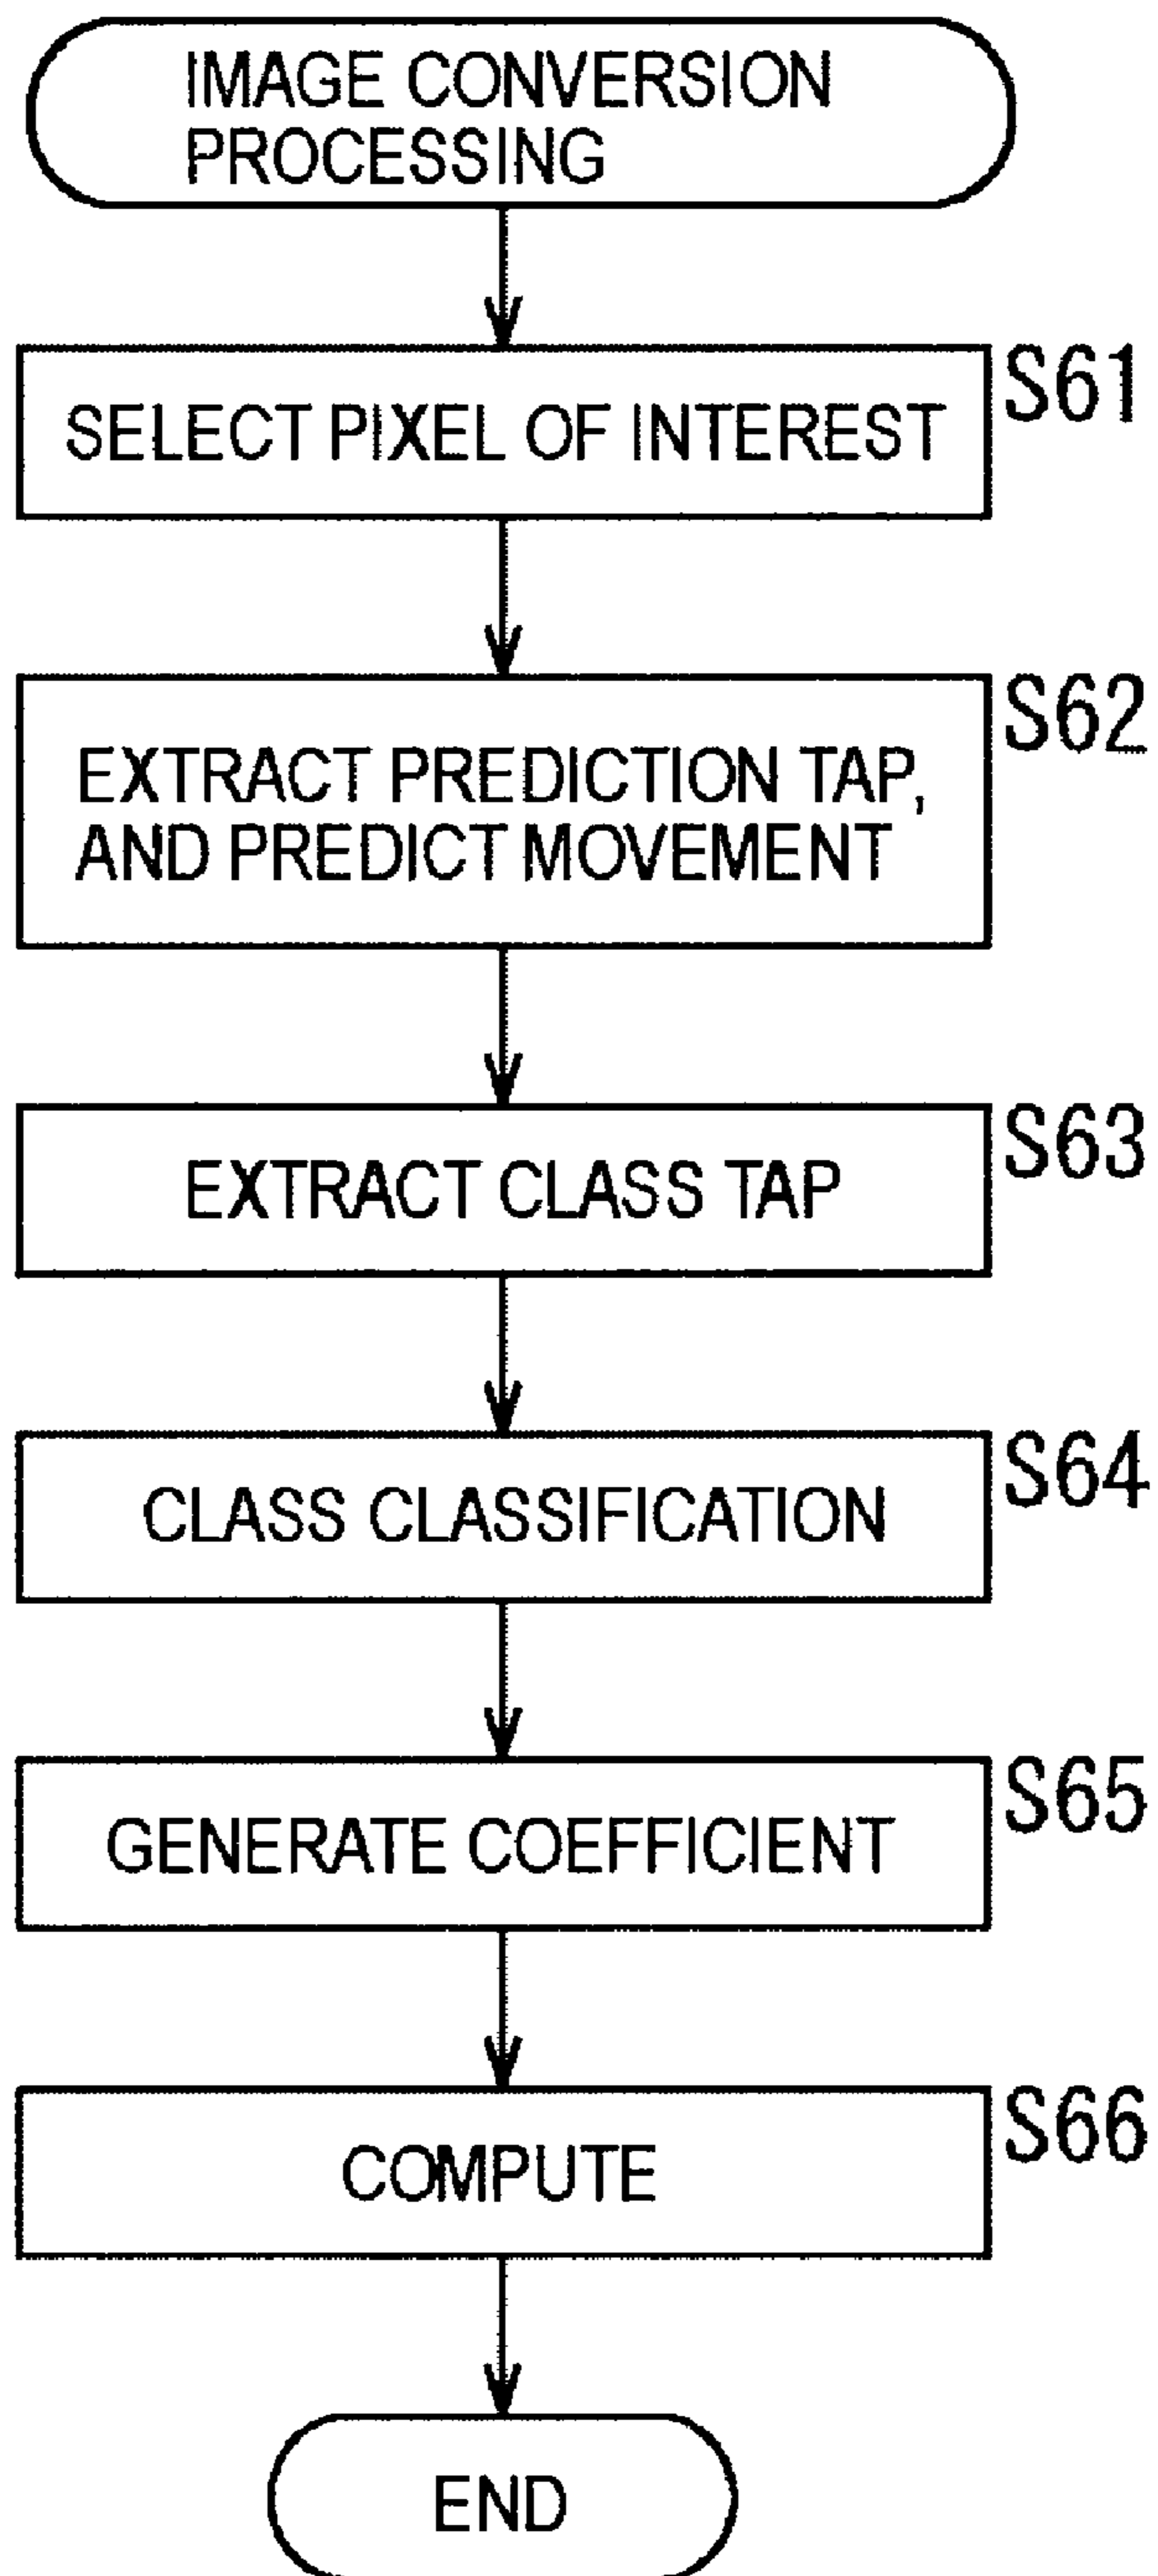 IMAGE CONVERSION
PROCESSING
S61
SELECT PIXEL OF INTEREST
S62
EXTRACT PREDICTION TAP,
AND PREDICT MOVEMENT
S63
EXTRACT CLASS TAP
S64
CLASS CLASSIFICATION
S65
GENERATE COEFFICIENT
S66
COMPUTE
END